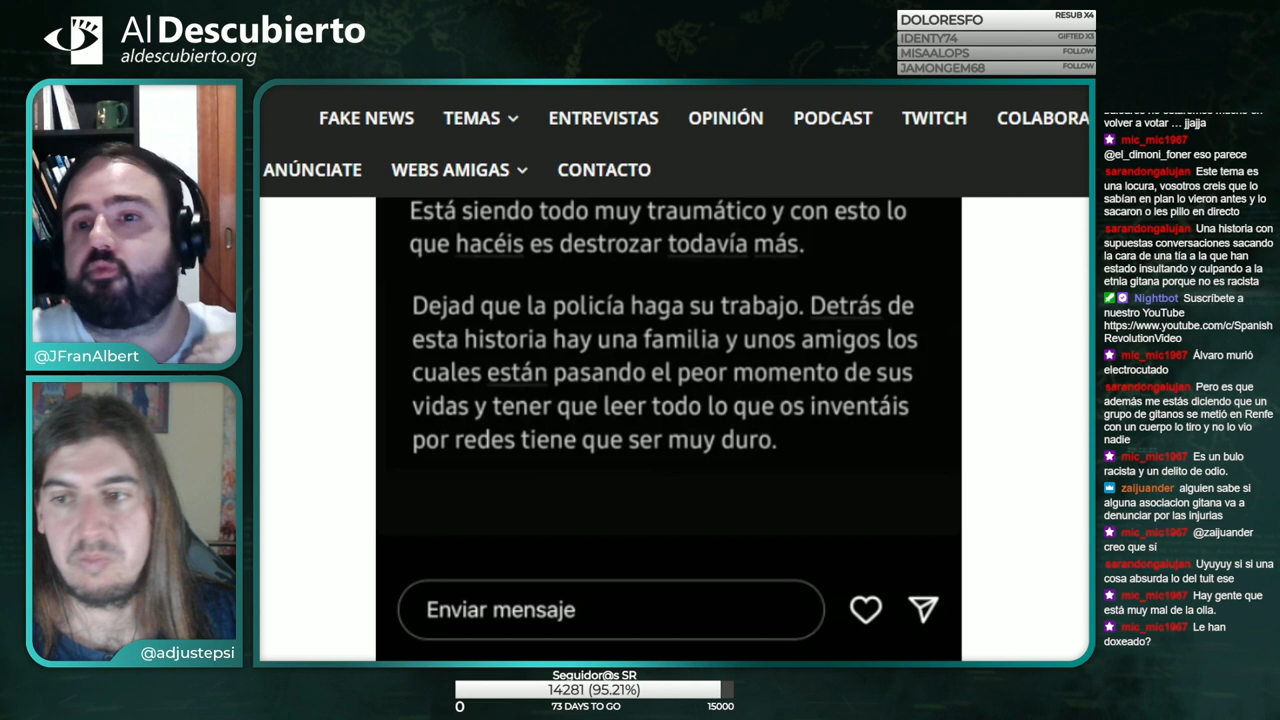 Al Descubierto
aldescubierto.org
DOLORESFO RESUB X4
IDENTY74 GIFTED X3
MISAALOPS FOLLOW
JAMONGEM68 FOLLOW
FAKE NEWS TEMAS ENTREVISTAS OPINIÓN PODCAST TWITCH COLABORA
ANÚNCIATE WEBS AMIGAS CONTACTO
Está siendo todo muy traumático y con esto lo
que hacéis es destrozar todavía más.
Dejad que la policía haga su trabajo. Detrás de
esta historia hay una familia y unos amigos los
cuales están pasando el peor momento de sus
vidas y tener que leer todo lo que os inventáis
por redes tiene que ser muy duro.
Enviar mensaje
@JFranAlbert
@adjustepsi
volver a votar ... jjajja
mic_mic1967
@el_dimoni_foner eso parece
sarandongalujan Este tema es
una locura, vosotros creis que lo
sabían en plan lo vieron antes y lo
sacaron o les pillo en directo
sarandongalujan Una historia con
supuestas conversaciones sacando
la cara de una tía a la que han
estado insultando y culpando a la
etnia gitana porque no es racista
Nightbot Suscríbete a
nuestro YouTube
https://www.youtube.com/c/Spanish
RevolutionVideo
mic_mic1967 Álvaro murió
electrocutado
sarandongalujan Pero es que
además me estás diciendo que un
grupo de gitanos se metió en Renfe
con un cuerpo lo tiro y no lo vio
nadie
mic_mic1967 Es un bulo
racista y un delito de odio.
zaijuander alguien sabe si
alguna asociacion gitana va a
denunciar por las injurias
mic_mic1967 @zaijuander
creo que sí
sarandongalujan Uyuyuy si si una
cosa absurda lo del tuit ese
mic_mic1967 Hay gente que
está muy mal de la olla.
mic_mic1967 Le han
doxeado?
Seguidor@s SR
14281 (95.21%)
0 73 DAYS TO GO 15000